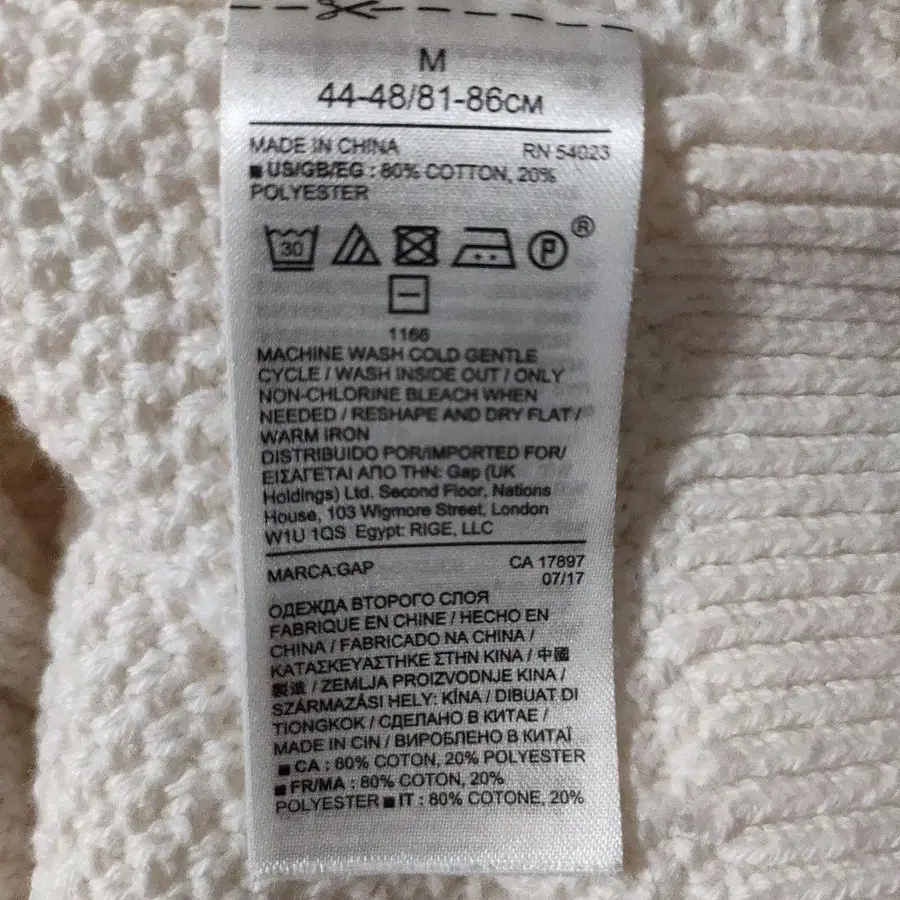 M
44-48/81-86CM
MADE IN CHINA RN 54023
US/GB/EG : 80% COTTON, 20%
POLYESTER
30 P ®
1166
MACHINE WASH COLD GENTLE
CYCLE / WASH INSIDE OUT / ONLY
NON-CHLORINE BLEACH WHEN
NEEDED / RESHAPE AND DRY FLAT /
WARM IRON
DISTRIBUIDO POR/IMPORTED FOR/
ΕΙΣΑΓΕΤΑΙ ΑΠΟ ΤΗΝ: Gap (UK
Holdings) Ltd. Second Floor, Nations
House, 103 Wigmore Street, London
W1U 1QS Egypt: RIGE, LLC
MARCA:GAP CA 17897
07/17
ОДЕЖДА ВТОРОГО СЛОЯ
FABRIQUE EN CHINE / HECHO EN
CHINA / FABRICADO NA CHINA /
ΚΑΤΑΣΚΕΥΑΣΤΗΚΕ ΣΤΗΝ ΚΙΝΑ / 中國
製造 / ZEMLJA PROIZVODNJE KINA /
SZÁRMAZÁSI HELY: KÍNA / DIBUAT DI
TIONGKOK / СДЕЛАНО В КИТАЕ /
MADE IN CIN / ВИРОБЛЕНО В КИТАЇ
CA : 80% COTON, 20% POLYESTER
FR/MA : 80% COTON, 20%
POLYESTER IT : 80% COTONE, 20%